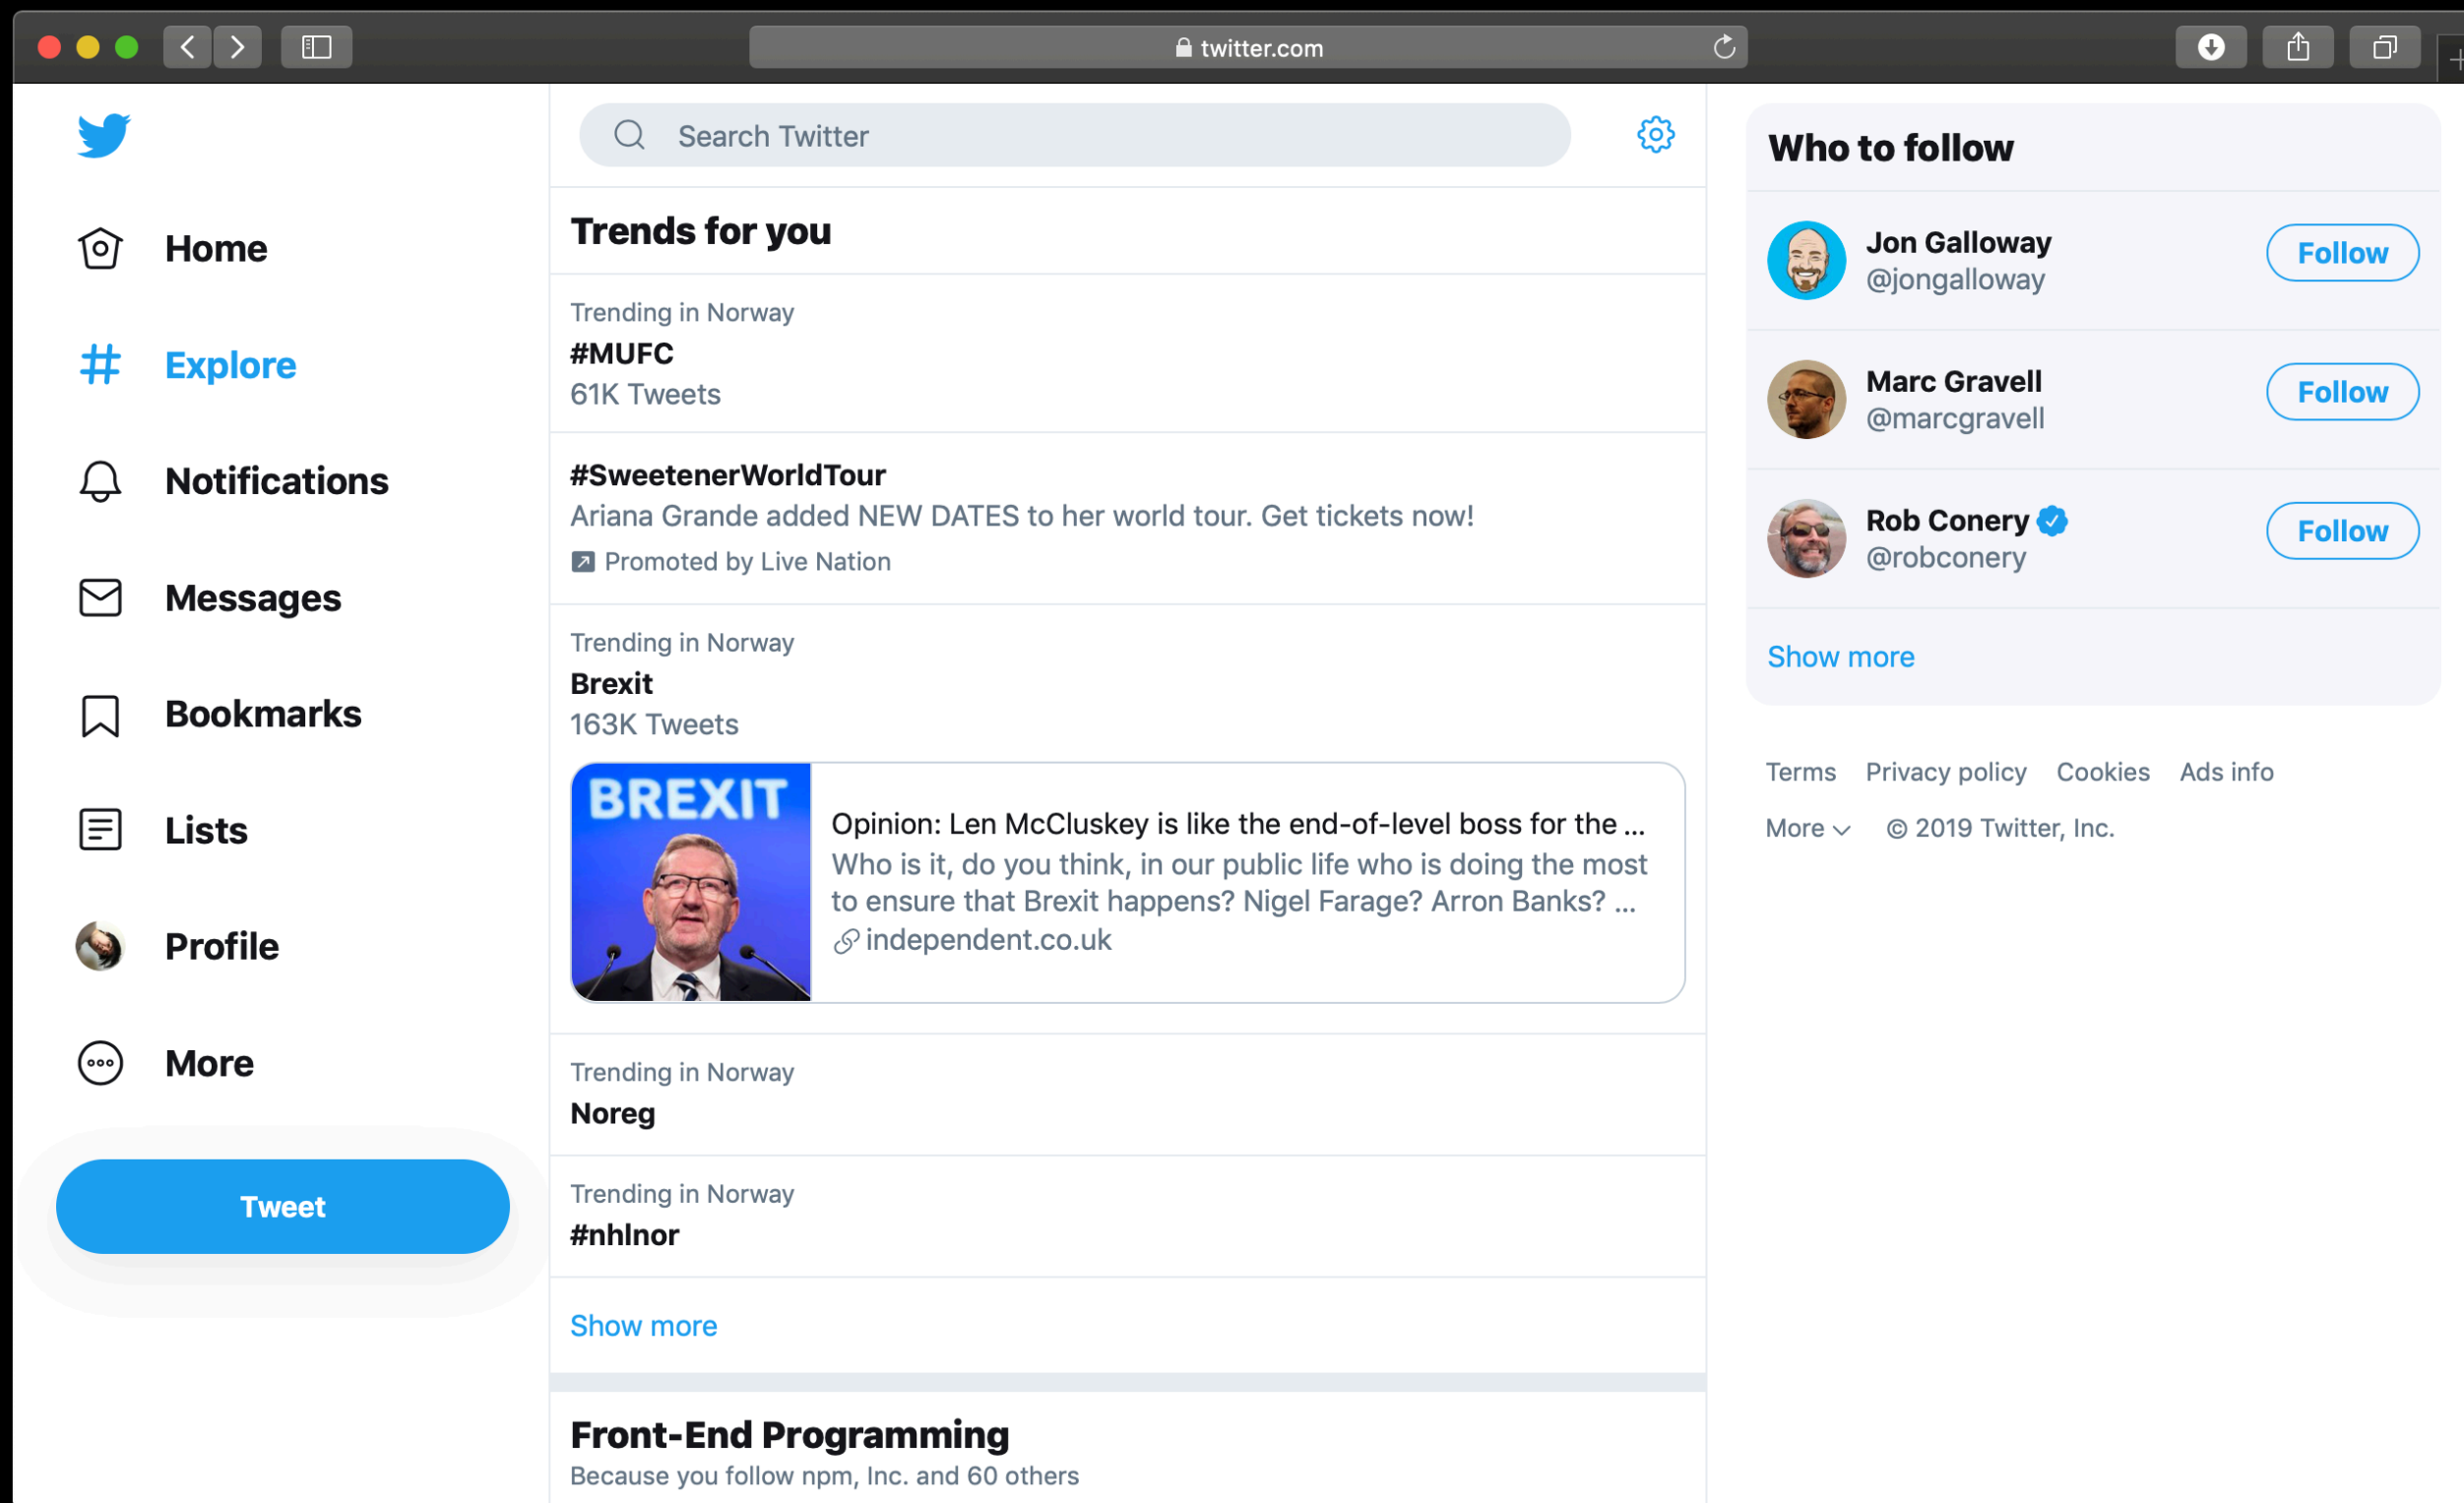 twitter.com
Home
Explore
Notifications
Messages
Bookmarks
Lists
Profile
More
Tweet
Search Twitter
Trends for you
Trending in Norway
#MUFC
61K Tweets
#SweetenerWorldTour
Ariana Grande added NEW DATES to her world tour. Get tickets now!
Promoted by Live Nation
Trending in Norway
Brexit
163K Tweets
BREXIT
Opinion: Len McCluskey is like the end-of-level boss for the ...
Who is it, do you think, in our public life who is doing the most
to ensure that Brexit happens? Nigel Farage? Arron Banks? ...
independent.co.uk
Trending in Norway
Noreg
Trending in Norway
#nhlnor
Show more
Front-End Programming
Because you follow npm, Inc. and 60 others
Who to follow
Jon Galloway
@jongalloway
Follow
Marc Gravell
@marcgravell
Follow
Rob Conery
@robconery
Follow
Show more
Terms Privacy policy Cookies Ads info
More © 2019 Twitter, Inc.